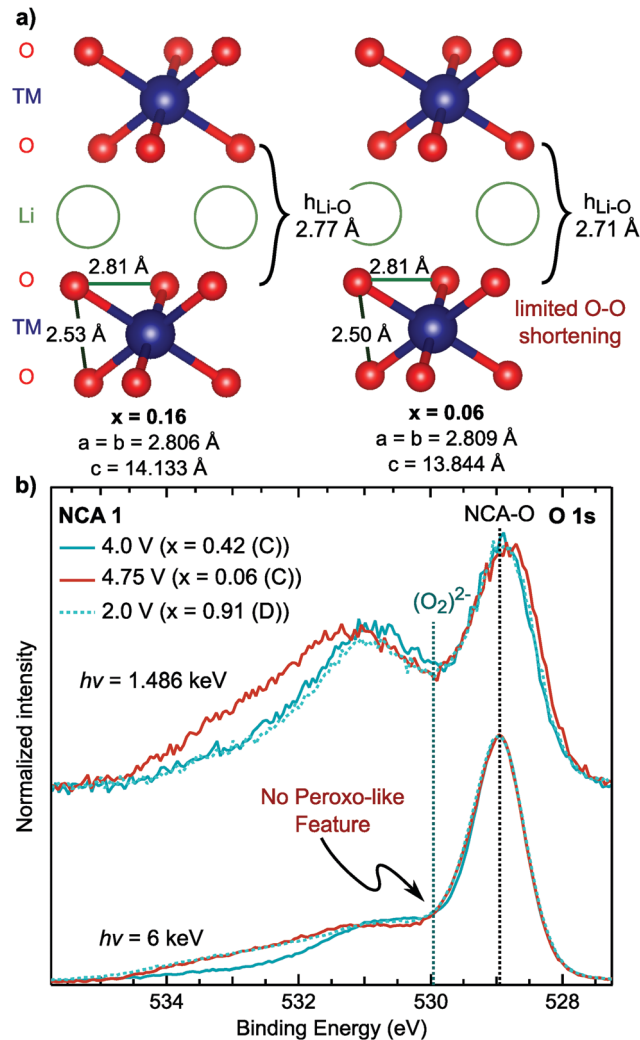 a)
O
TM
O
Li
O
TM
O
h Li-O
2.77 Å
h Li-O
2.71 Å
2.81 Å
2.81 Å
2.53 Å
2.50 Å
limited O-O
shortening
x = 0.16
a = b = 2.806 Å
c = 14.133 Å
x = 0.06
a = b = 2.809 Å
c = 13.844 Å
b)
NCA 1
NCA-O
O 1s
4.0 V (x = 0.42 (C))
4.75 V (x = 0.06 (C))
2.0 V (x = 0.91 (D))
(O₂)²⁻
hν = 1.486 keV
No Peroxo-like
Feature
hν = 6 keV
Normalized intensity
534
532
530
528
Binding Energy (eV)